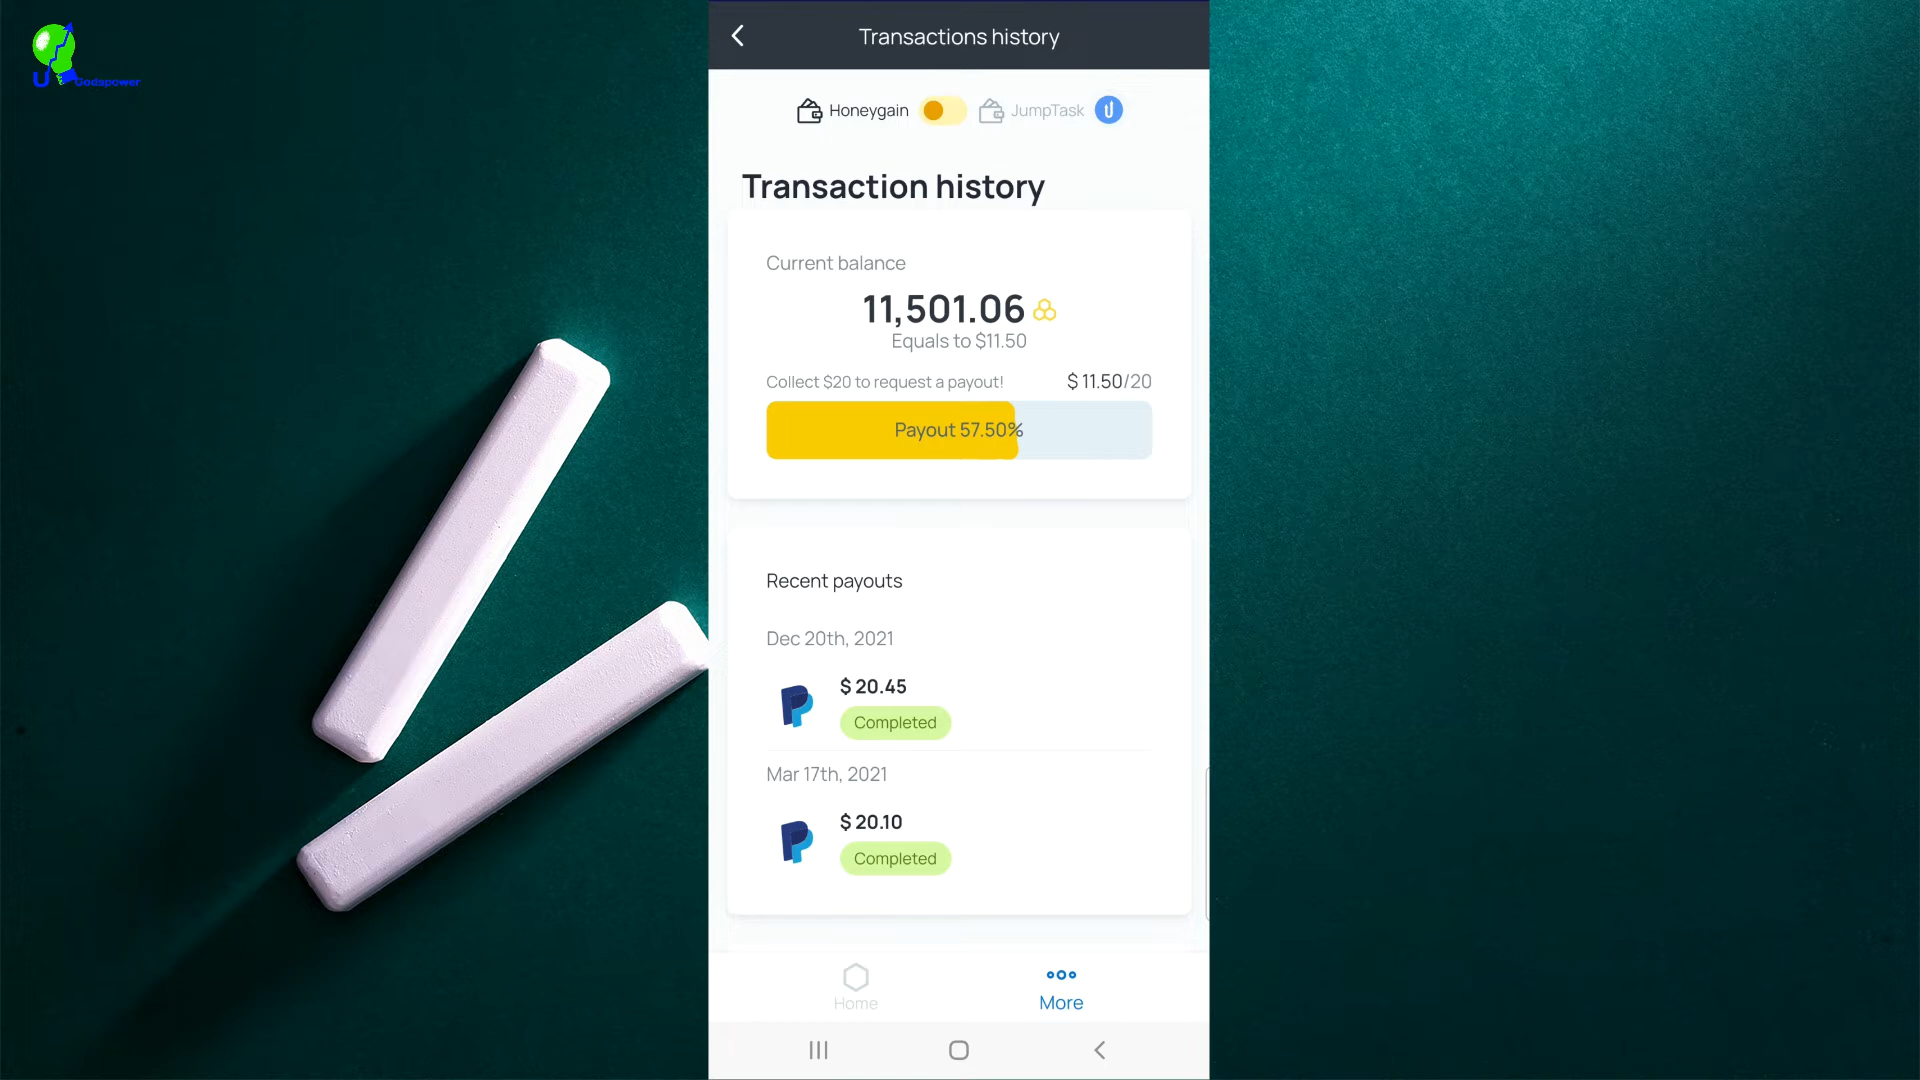 U Godspower
Transactions history
Honeygain JumpTask
Transaction history
Current balance
11,501.06
Equals to $11.50
Collect $20 to request a payout! $ 11.50/20
Payout 57.50%
Recent payouts
Dec 20th, 2021
$ 20.45
Completed
Mar 17th, 2021
$ 20.10
Completed
Home More